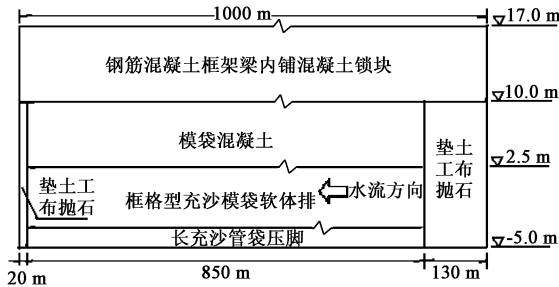 1000 m
17.0 m
钢筋混凝土框架梁内铺混凝土锁块
10.0 m
模袋混凝土
垫土
工布
抛石
2.5 m
垫土工
布抛石
框格型充沙模袋软体排
水流方向
长充沙管袋压脚
-5.0 m
20 m
850 m
130 m